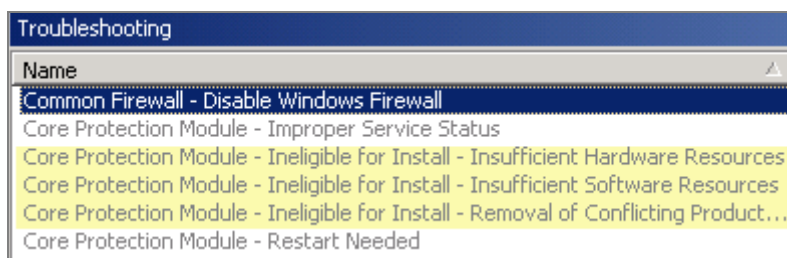 Troubleshooting
Name
Common Firewall - Disable Windows Firewall
Core Protection Module - Improper Service Status
Core Protection Module - Ineligible for Install - Insufficient Hardware Resources
Core Protection Module - Ineligible for Install - Insufficient Software Resources
Core Protection Module - Ineligible for Install - Removal of Conflicting Product...
Core Protection Module - Restart Needed